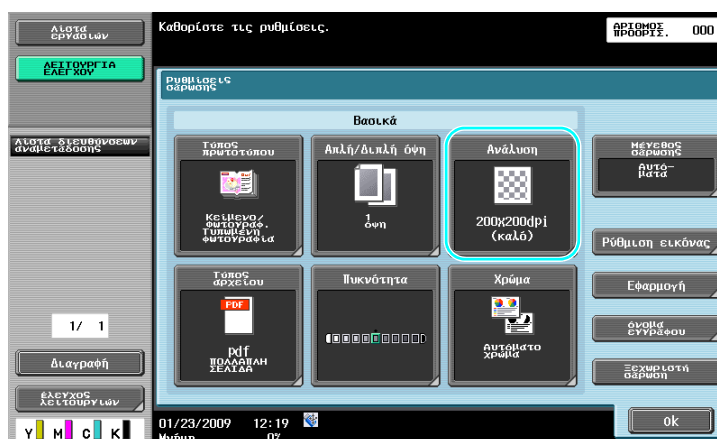 Λίστα
εργασιών
Καθορίστε τις ρυθμίσεις.
ΑΡΙΘΜΟΣ
ΠΡΟΟΡΙΣ. 000
ΛΕΙΤΟΥΡΓΙΑ
ΕΛΕΓΧΟΥ
Ρυθμίσεις
σάρωσης
Βασικά
Λίστα διευθύνσεων
αναμετάδοσης
Τύπος
πρωτοτύπου
Απλή/Διπλή όψη
Ανάλυση
Μέγεθος
σάρωσης
Αυτό-
ματα
Κείμενο/
φωτογραφ.
Τυπωμένη
φωτογραφία
1
όψη
200X200dpi
(καλό)
Ρύθμιση εικόνας
Τύπος
αρχείου
Πυκνότητα
Χρώμα
Εφαρμογή
PDF
pdf
ΠΟΛΛΑΠΛΗ
ΣΕΛΙΔΑ
Αυτόματο
χρώμα
όνομα
εγγράφου
1/ 1
Διαγραφή
Ξεχωριστή
σάρωση
έλεγχος
λειτουργιών
01/23/2009 12:19
ok
Y M C K
Μνήμη 0%